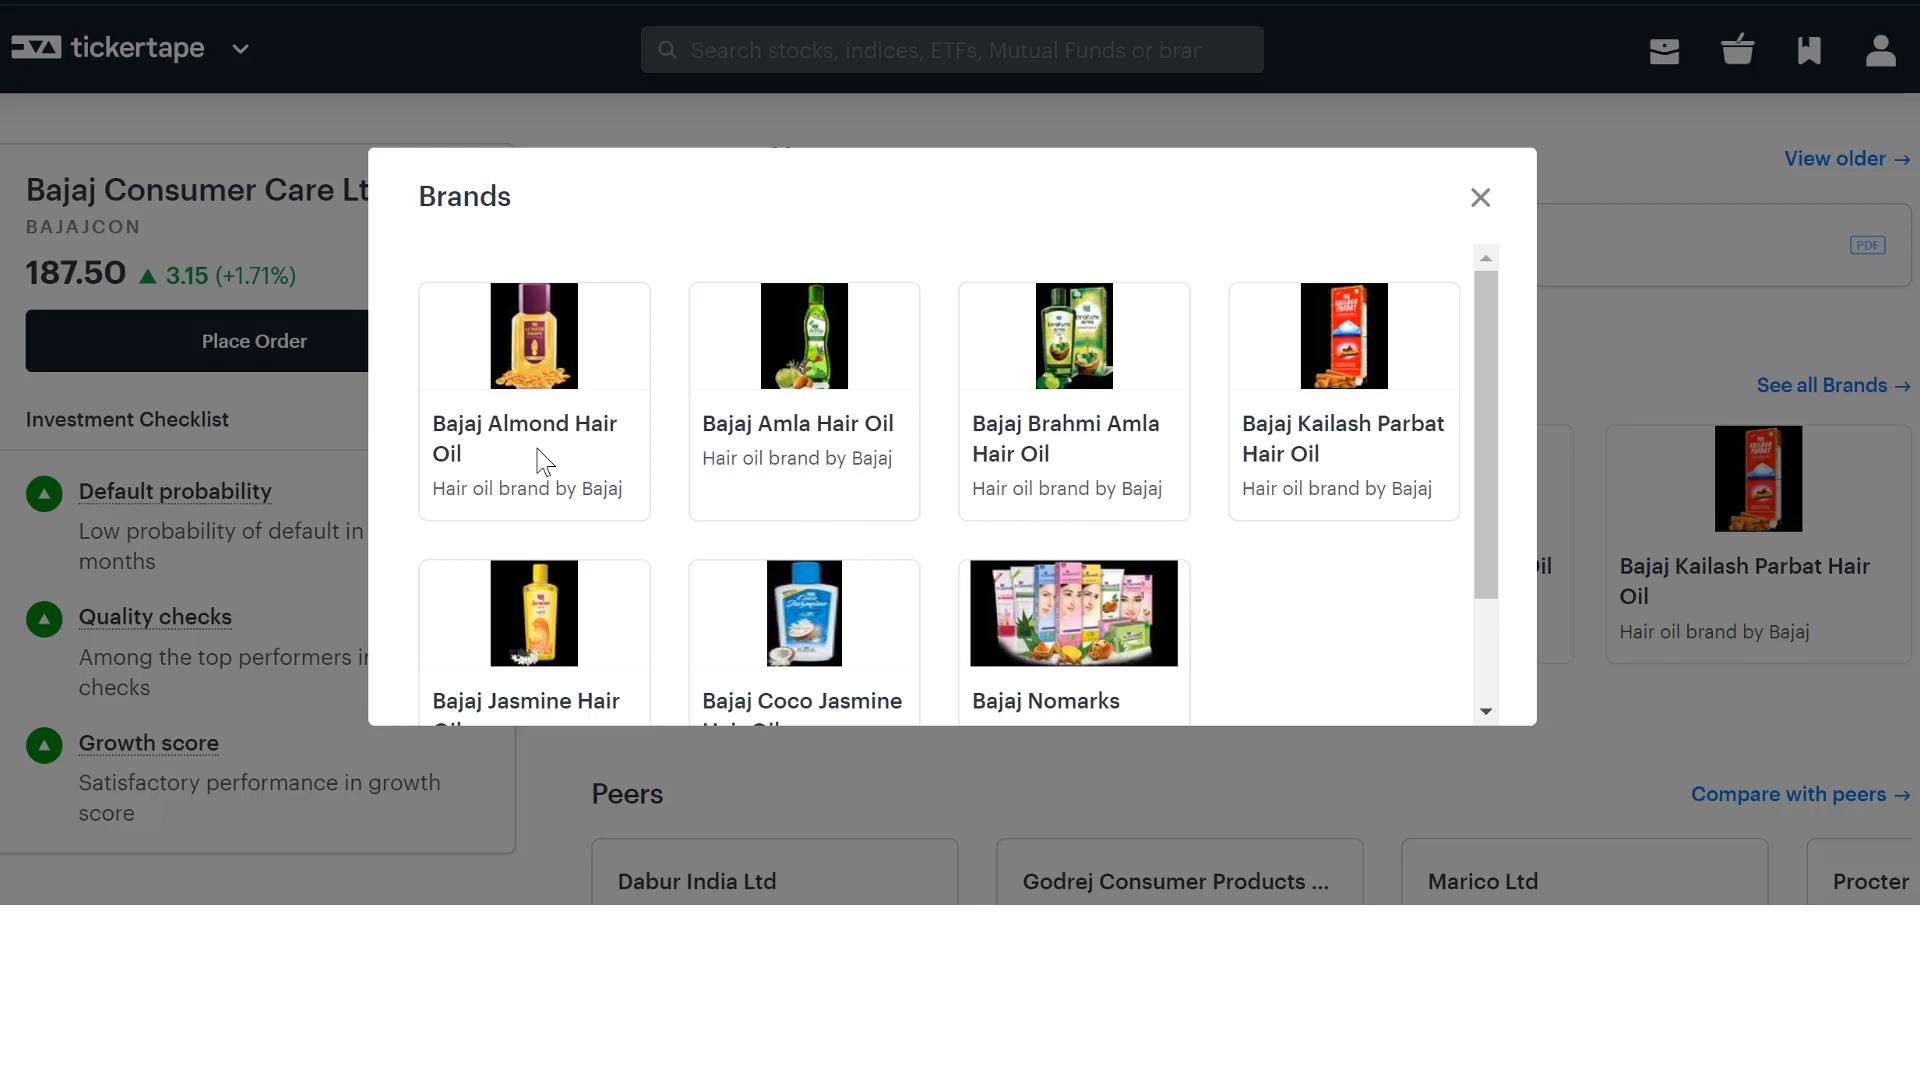 tickertape
Search stocks, indices, ETFs, Mutual Funds or brar
View older →
Bajaj Consumer Care Lt
BAJAJCON
187.50 ▲ 3.15 (+1.71%)
Place Order
Investment Checklist
Default probability
Low probability of default in
months
Quality checks
Among the top performers in
checks
Growth score
Satisfactory performance in growth
score
Brands
PDF
Bajaj Almond Hair
Oil
Hair oil brand by Bajaj
Bajaj Amla Hair Oil
Hair oil brand by Bajaj
Bajaj Brahmi Amla
Hair Oil
Hair oil brand by Bajaj
Bajaj Kailash Parbat
Hair Oil
Hair oil brand by Bajaj
Bajaj Jasmine Hair
Oil
Bajaj Coco Jasmine
Hair Oil
Bajaj Nomarks
See all Brands →
Oil
Bajaj Kailash Parbat Hair
Oil
Hair oil brand by Bajaj
Peers
Compare with peers →
Dabur India Ltd
Godrej Consumer Products ...
Marico Ltd
Procter